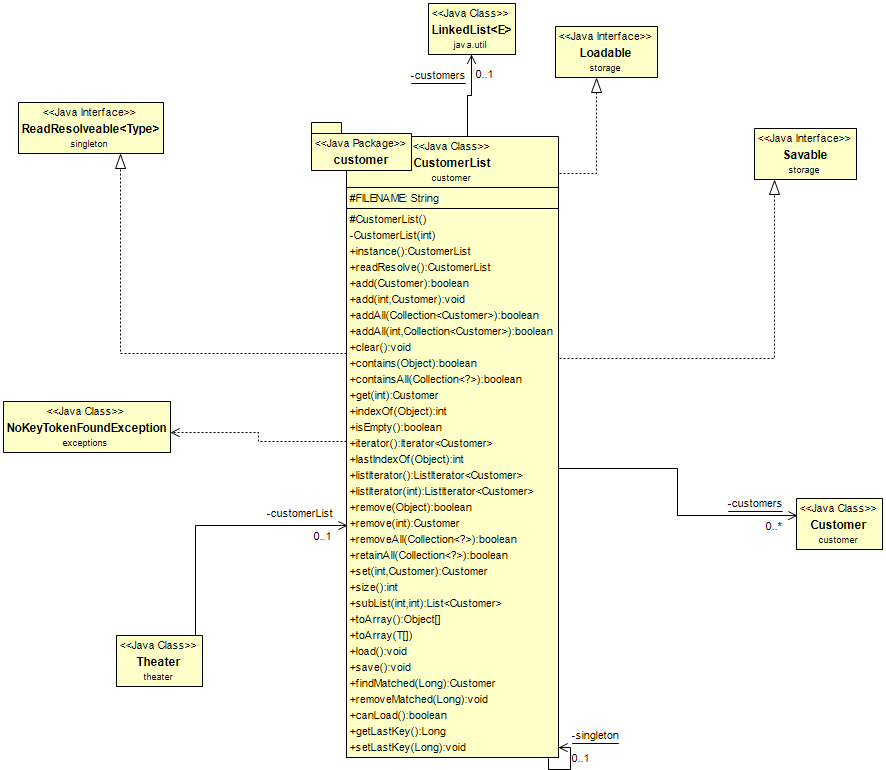 <<Java Class>>
LinkedList<E>
java.util
-customers
0..1
<<Java Interface>>
Loadable
storage
<<Java Interface>>
ReadResolveable<Type>
singleton
<<Java Interface>>
Savable
storage
<<Java Package>>
customer
<<Java Class>>
CustomerList
customer
#FILENAME: String
#CustomerList()
-CustomerList(int)
+instance():CustomerList
+readResolve():CustomerList
+add(Customer):boolean
+add(int,Customer):void
+addAll(Collection<Customer>):boolean
+addAll(int,Collection<Customer>):boolean
+clear():void
+contains(Object):boolean
+containsAll(Collection<?>):boolean
+get(int):Customer
+indexOf(Object):int
+isEmpty():boolean
+iterator():Iterator<Customer>
+lastIndexOf(Object):int
+listIterator():ListIterator<Customer>
+listIterator(int):ListIterator<Customer>
+remove(Object):boolean
+remove(int):Customer
+removeAll(Collection<?>):boolean
+retainAll(Collection<?>):boolean
+set(int,Customer):Customer
+size():int
+subList(int,int):List<Customer>
+toArray():Object[]
+toArray(T[])
+load():void
+save():void
+findMatched(Long):Customer
+removeMatched(Long):void
+canLoad():boolean
+getLastKey():Long
+setLastKey(Long):void
<<Java Class>>
NoKeyTokenFoundException
exceptions
-customerList
0..1
-customers
0..*
<<Java Class>>
Customer
customer
<<Java Class>>
Theater
theater
-singleton
0..1